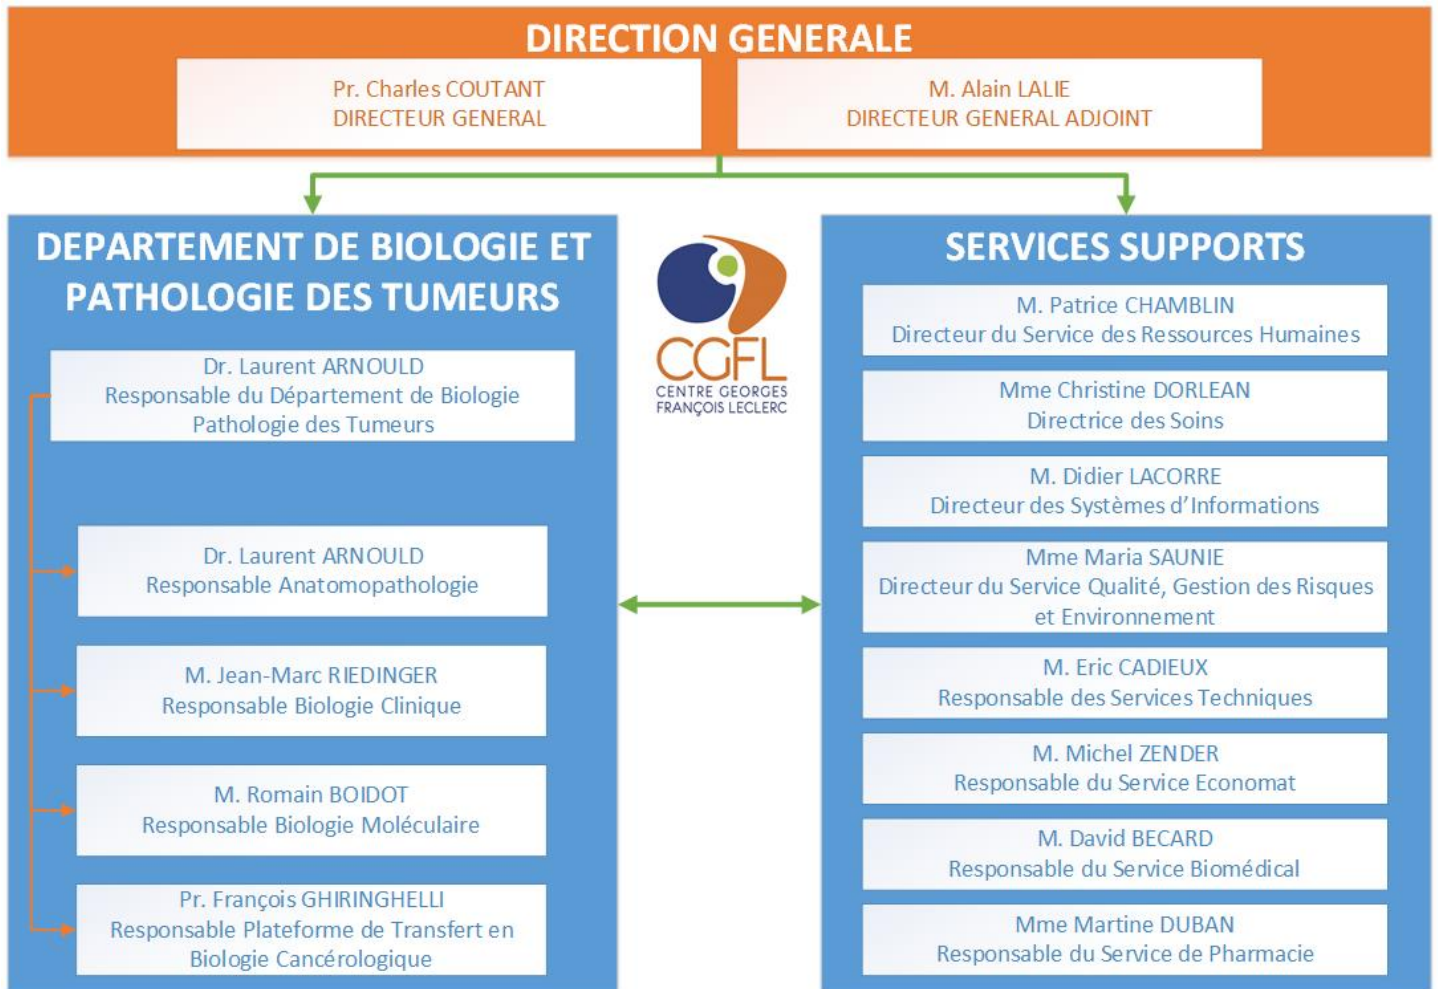 DIRECTION GENERALE
Pr. Charles COUTANT
DIRECTEUR GENERAL
M. Alain LALIE
DIRECTEUR GENERAL ADJOINT
DEPARTEMENT DE BIOLOGIE ET
PATHOLOGIE DES TUMEURS
Dr. Laurent ARNOULD
Responsable du Département de Biologie
Pathologie des Tumeurs
Dr. Laurent ARNOULD
Responsable Anatomopathologie
M. Jean-Marc RIEDINGER
Responsable Biologie Clinique
M. Romain BOIDOT
Responsable Biologie Moléculaire
Pr. François GHIRINGHELLI
Responsable Plateforme de Transfert en
Biologie Cancérologique
CGFL
CENTRE GEORGES
FRANÇOIS LECLERC
SERVICES SUPPORTS
M. Patrice CHAMBLIN
Directeur du Service des Ressources Humaines
Mme Christine DORLEAN
Directrice des Soins
M. Didier LACORRE
Directeur des Systèmes d’Informations
Mme Maria SAUNIE
Directeur du Service Qualité, Gestion des Risques
et Environnement
M. Eric CADIEUX
Responsable des Services Techniques
M. Michel ZENDER
Responsable du Service Economat
M. David BECARD
Responsable du Service Biomédical
Mme Martine DUBAN
Responsable du Service de Pharmacie